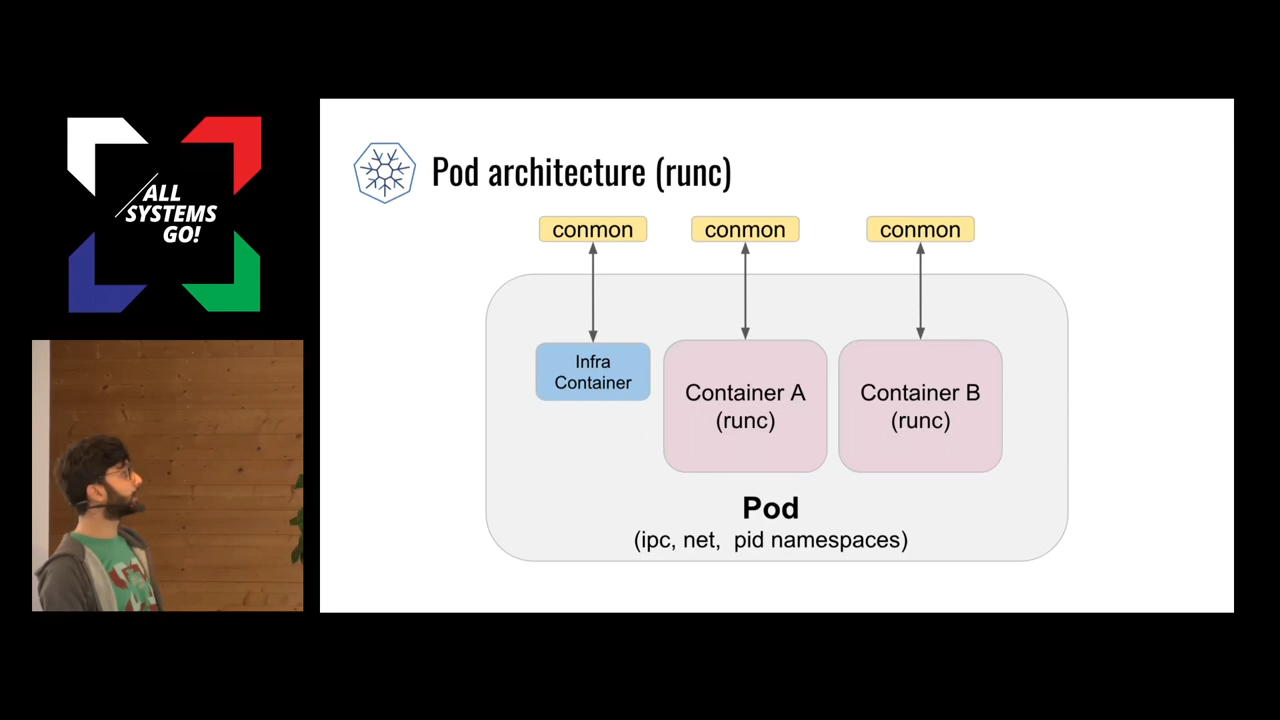 ALL
SYSTEMS
GO!
Pod architecture (runc)
conmon
conmon
conmon
Infra
Container
Container A
(runc)
Container B
(runc)
Pod
(ipc, net, pid namespaces)